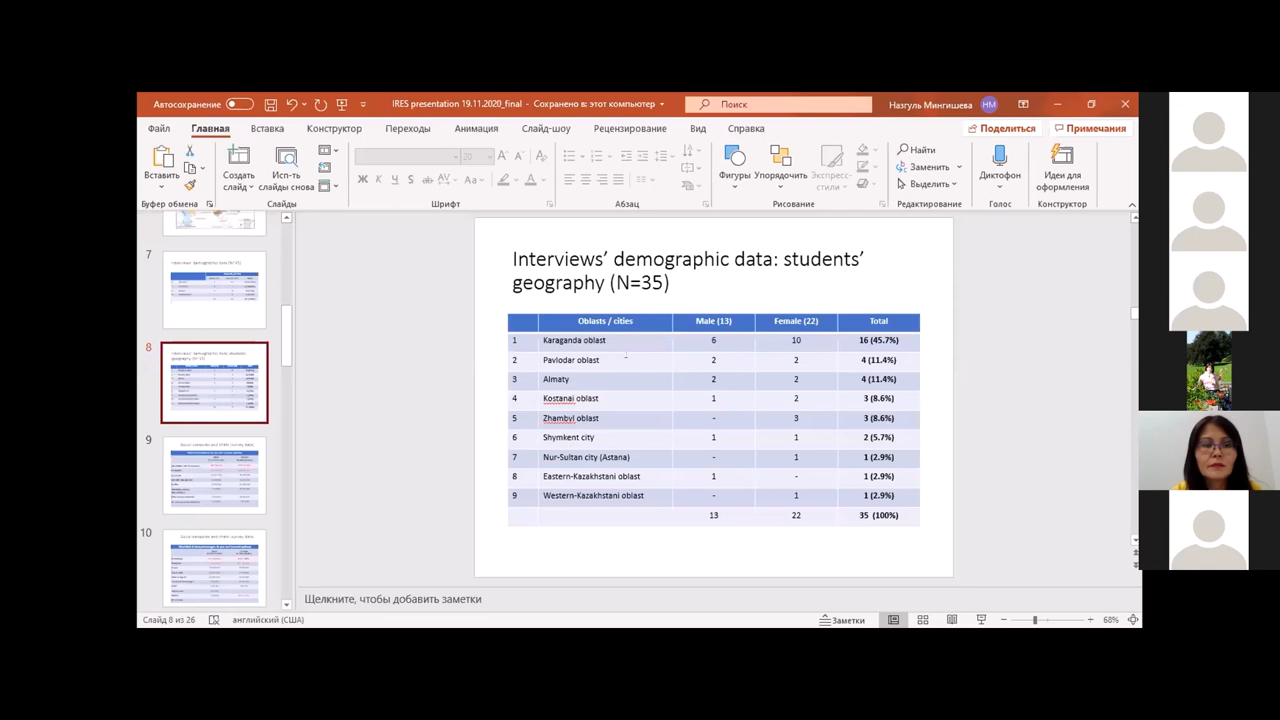 Автосохранение
IRES presentation 19.11.2020_final - Сохранено в: этот компьютер
Поиск
Назгуль Мингишева
НМ
Файл Главная Вставка Конструктор Переходы Анимация Слайд-шоу Рецензирование Вид Справка
Поделиться
Примечания
Вставить
Создать слайд
Исп-ть слайды снова
20
Ж К Ч S ab AV Aa
Фигуры
Упорядочить
Экспресс-стили
Найти
Заменить
Выделить
Диктофон
Идеи для оформления
Буфер обмена Слайды Шрифт Абзац Рисование Редактирование Голос Конструктор
7
8
9
10
Interviews’ demographic data: students’
geography (N=35)
Oblasts / cities Male (13) Female (22) Total
1 Karaganda oblast 6 10 16 (45.7%)
2 Pavlodar oblast 2 2 4 (11.4%)
3 Almaty 2 2 4 (11.4%)
4 Kostanai oblast 1 2 3 (8.6%)
5 Zhambyl oblast - 3 3 (8.6%)
6 Shymkent city 1 1 2 (5.7%)
7 Nur-Sultan city (Astana) - 1 1 (2.9%)
8 Eastern-Kazakhstani oblast 1 (2.9%)
9 Western-Kazakhstani oblast 1 (2.9%)
13 22 35 (100%)
Щелкните, чтобы добавить заметки
Слайд 8 из 26
английский (США)
Заметки
68%